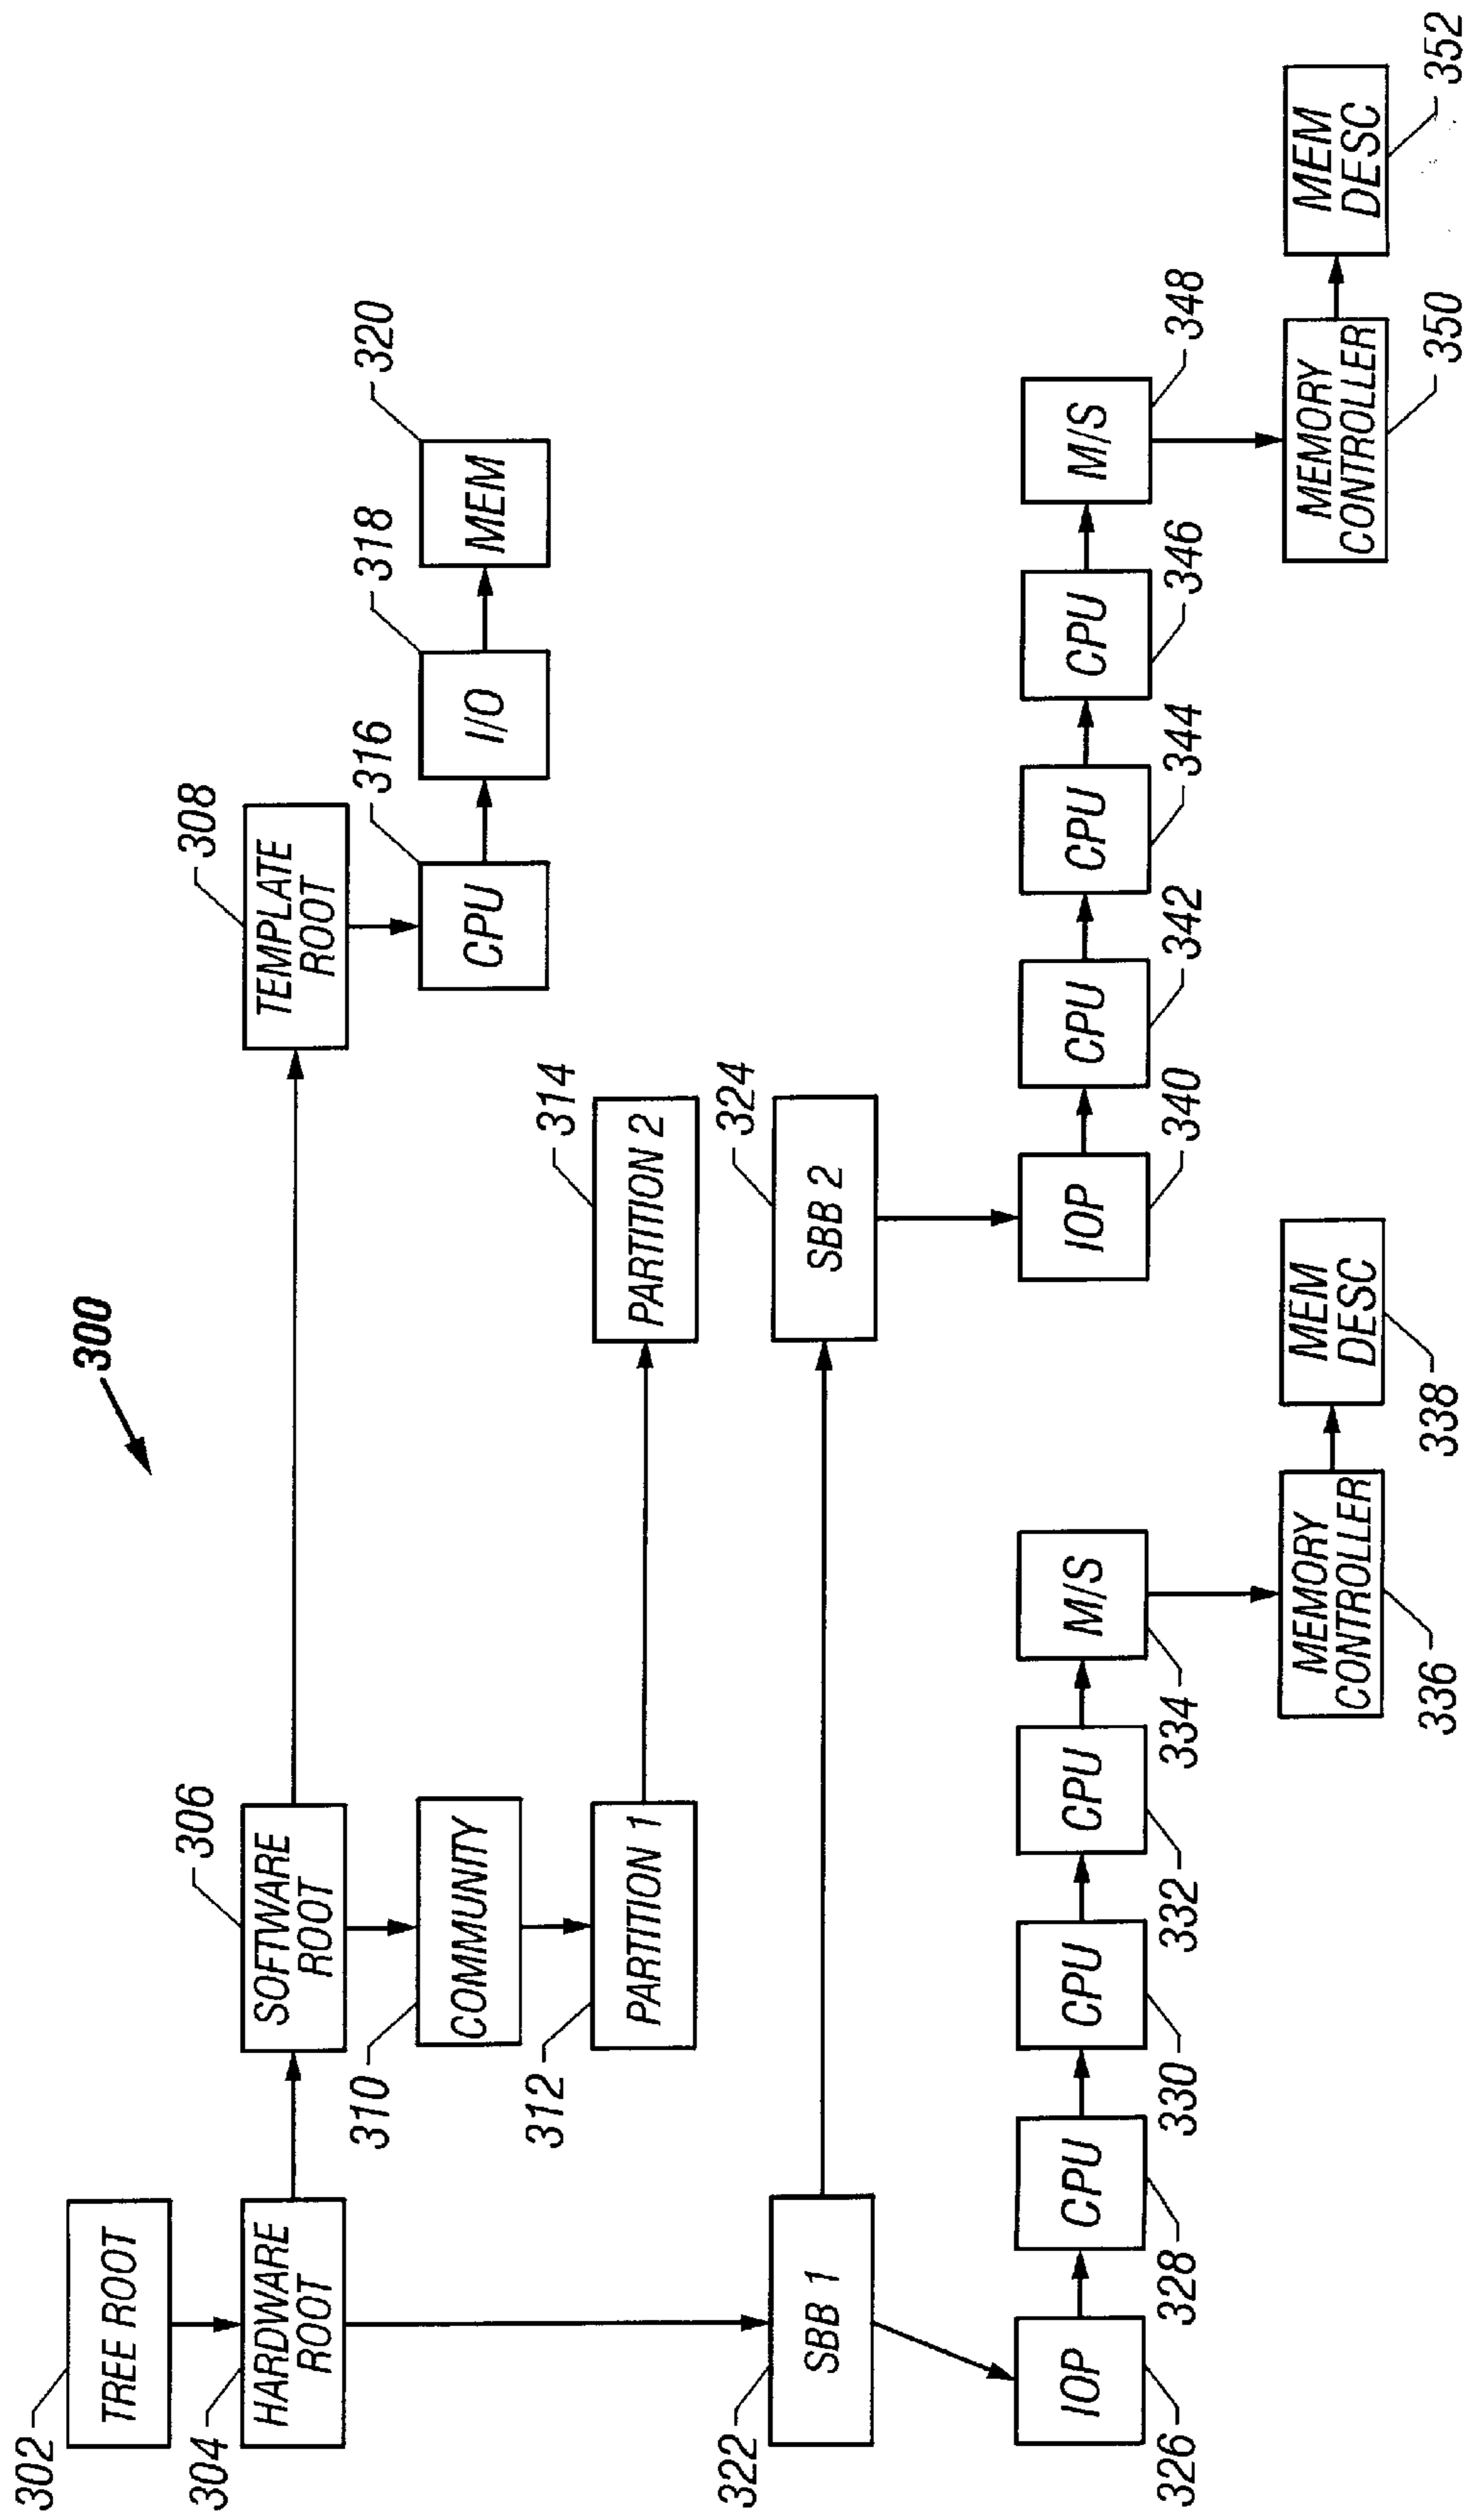 300
302
TREE ROOT
304
HARDWARE
ROOT
306
SOFTWARE
ROOT
308
TEMPLATE
ROOT
310
COMMUNITY
316
CPU
318
I/O
320
MEM
312
PARTITION 1
314
PARTITION 2
322
SBB 1
324
SBB 2
IOP
326
CPU
328
CPU
330
CPU
332
M/S
334
IOP
340
CPU
342
CPU
344
CPU
346
M/S
348
MEMORY
CONTROLLER
336
MEM
DESC
338
MEMORY
CONTROLLER
350
MEM
DESC
352